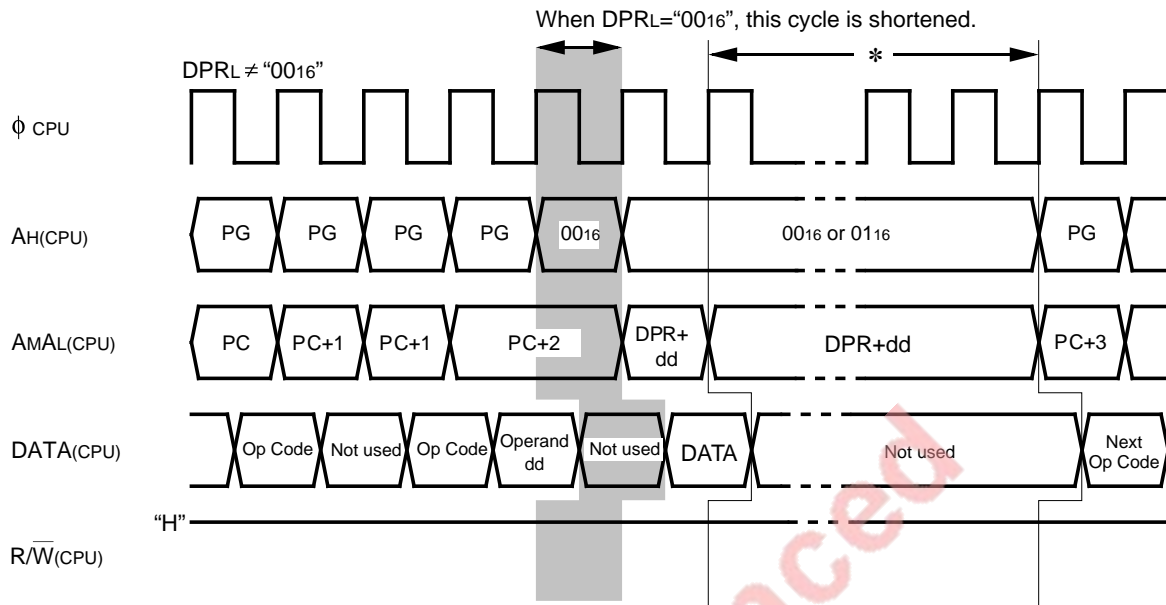 When DPRL=“0016”, this cycle is shortened.
*
DPRL ≠ “0016”
ϕ CPU
AH(CPU) PG PG PG PG 0016 0016 or 0116 PG
AMAL(CPU) PC PC+1 PC+1 PC+2 DPR+ dd DPR+dd PC+3
DATA(CPU) Op Code Not used Op Code Operand dd Not used DATA Not used Next Op Code
“H”
R/W̅(CPU)